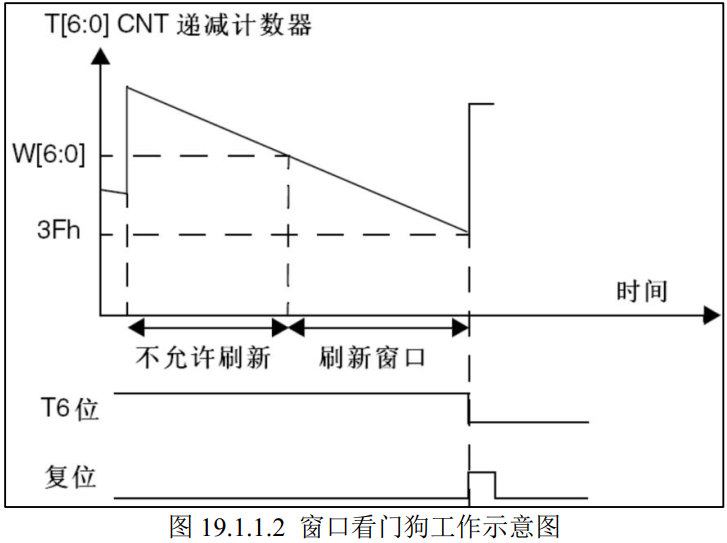 T[6:0] CNT 递减计数器
W[6:0]
3Fh
时间
不允许刷新
刷新窗口
T6位
复位
图 19.1.1.2 窗口看门狗工作示意图